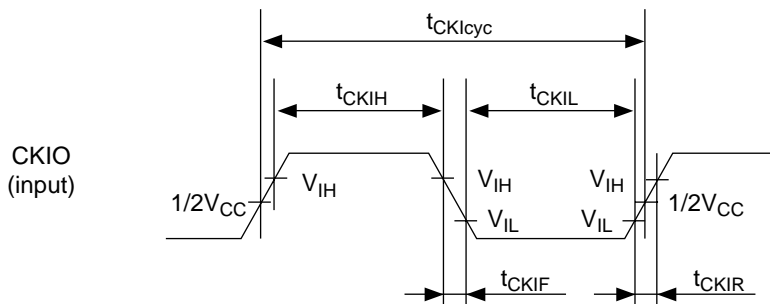 tCKIcyc
tCKIH
tCKIL
CKIO
(input)
1/2VCC
VIH
VIH
VIL
VIH
VIL
1/2VCC
tCKIF
tCKIR